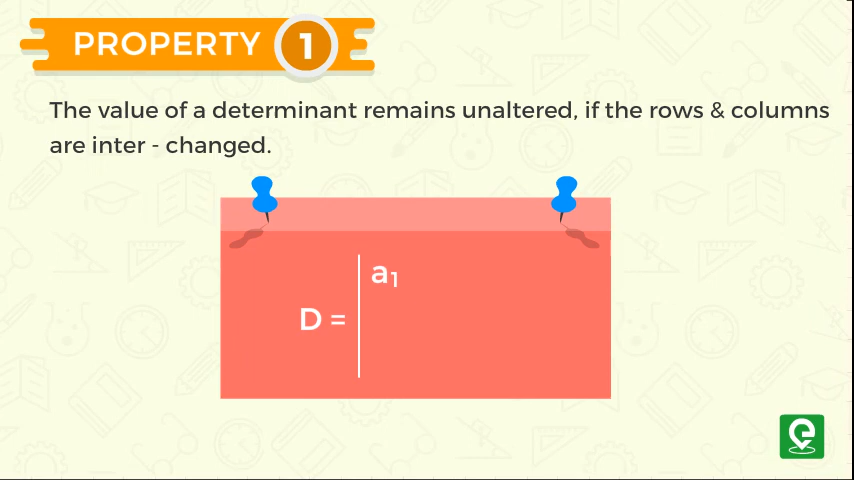 PROPERTY 1
The value of a determinant remains unaltered, if the rows & columns
are inter - changed.
a₁
D =